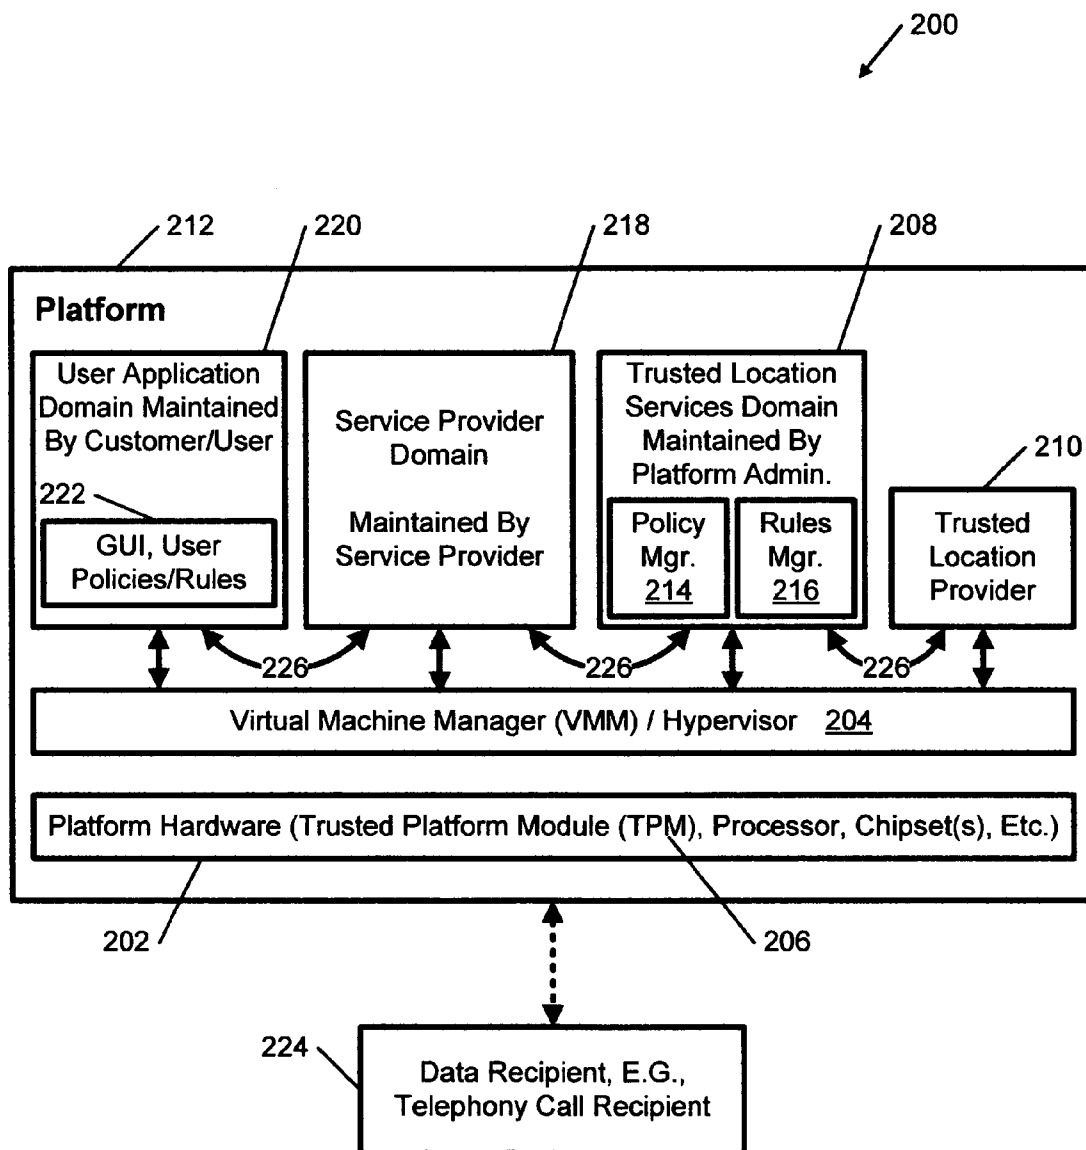 200
212
220
218
208
Platform
User Application
Domain Maintained
By Customer/User
222
GUI, User
Policies/Rules
Service Provider
Domain
Maintained By
Service Provider
Trusted Location
Services Domain
Maintained By
Platform Admin.
Policy
Mgr.
214
Rules
Mgr.
216
210
Trusted
Location
Provider
226
226
226
Virtual Machine Manager (VMM) / Hypervisor 204
Platform Hardware (Trusted Platform Module (TPM), Processor, Chipset(s), Etc.)
202
206
224
Data Recipient, E.G.,
Telephony Call Recipient